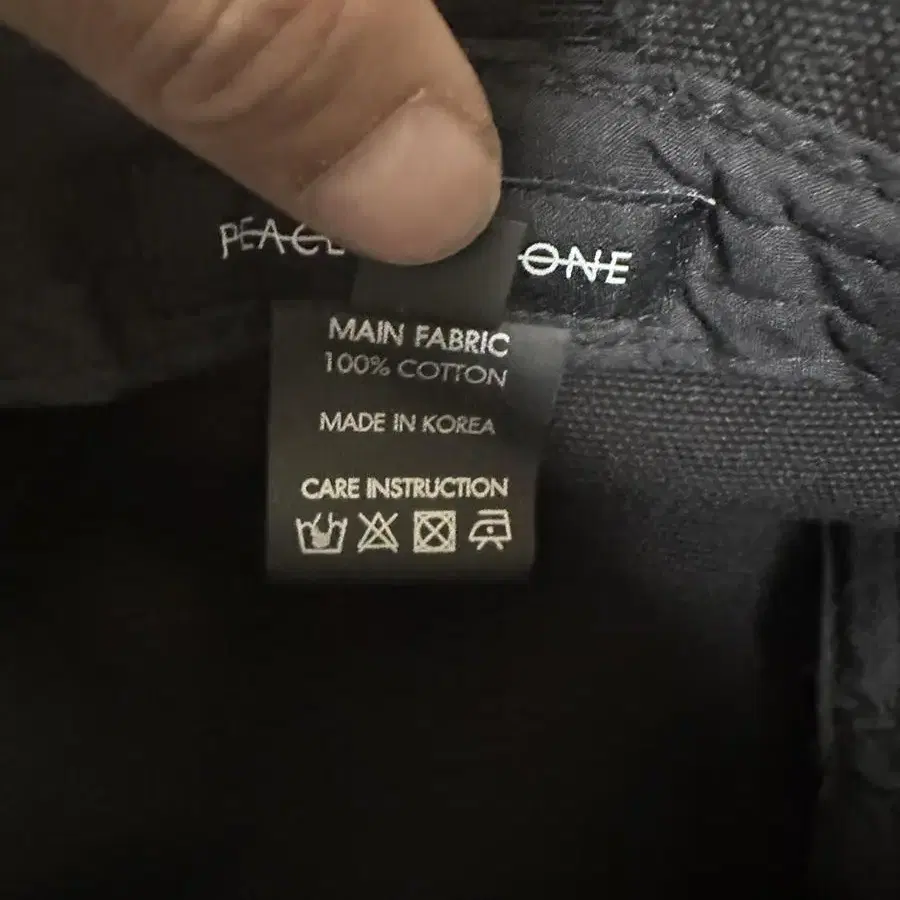 PEACE ONE
MAIN FABRIC
100% COTTON
MADE IN KOREA
CARE INSTRUCTION